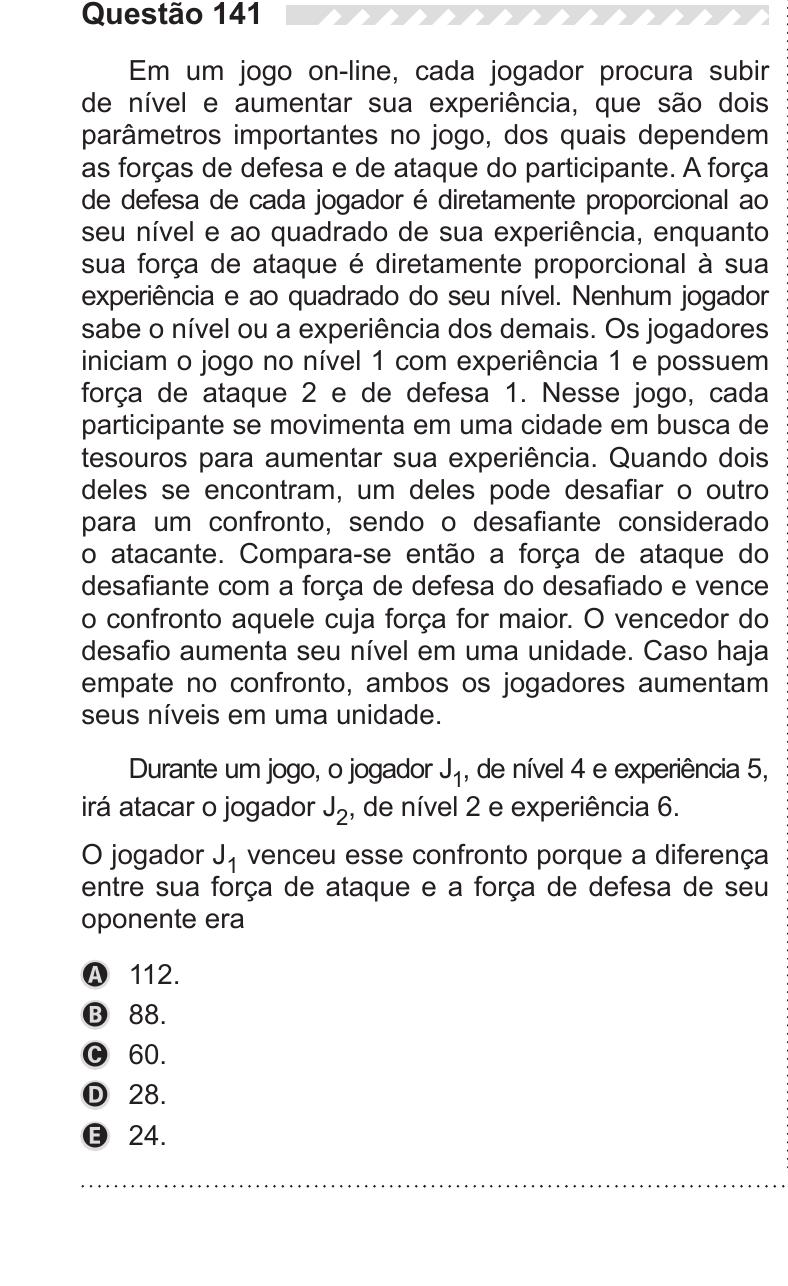 Questão 141
Em um jogo on-line, cada jogador procura subir
de nível e aumentar sua experiência, que são dois
parâmetros importantes no jogo, dos quais dependem
as forças de defesa e de ataque do participante. A força
de defesa de cada jogador é diretamente proporcional ao
seu nível e ao quadrado de sua experiência, enquanto
sua força de ataque é diretamente proporcional à sua
experiência e ao quadrado do seu nível. Nenhum jogador
sabe o nível ou a experiência dos demais. Os jogadores
iniciam o jogo no nível 1 com experiência 1 e possuem
força de ataque 2 e de defesa 1. Nesse jogo, cada
participante se movimenta em uma cidade em busca de
tesouros para aumentar sua experiência. Quando dois
deles se encontram, um deles pode desafiar o outro
para um confronto, sendo o desafiante considerado
o atacante. Compara-se então a força de ataque do
desafiante com a força de defesa do desafiado e vence
o confronto aquele cuja força for maior. O vencedor do
desafio aumenta seu nível em uma unidade. Caso haja
empate no confronto, ambos os jogadores aumentam
seus níveis em uma unidade.
Durante um jogo, o jogador J₁, de nível 4 e experiência 5,
irá atacar o jogador J₂, de nível 2 e experiência 6.
O jogador J₁ venceu esse confronto porque a diferença
entre sua força de ataque e a força de defesa de seu
oponente era
A 112.
B 88.
C 60.
D 28.
E 24.